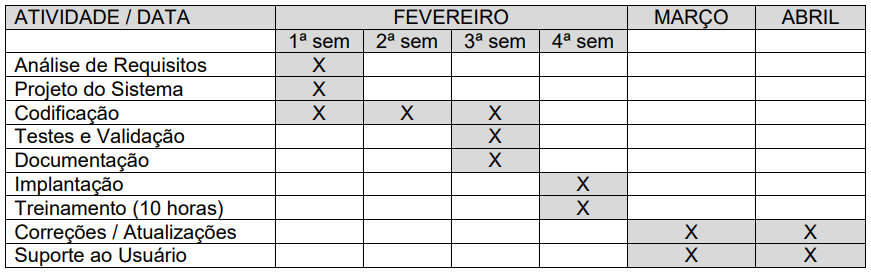 ATIVIDADE / DATA FEVEREIRO MARÇO ABRIL
1ª sem 2ª sem 3ª sem 4ª sem
Análise de Requisitos X
Projeto do Sistema X
Codificação X X X
Testes e Validação X
Documentação X
Implantação X
Treinamento (10 horas) X
Correções / Atualizações X X
Suporte ao Usuário X X